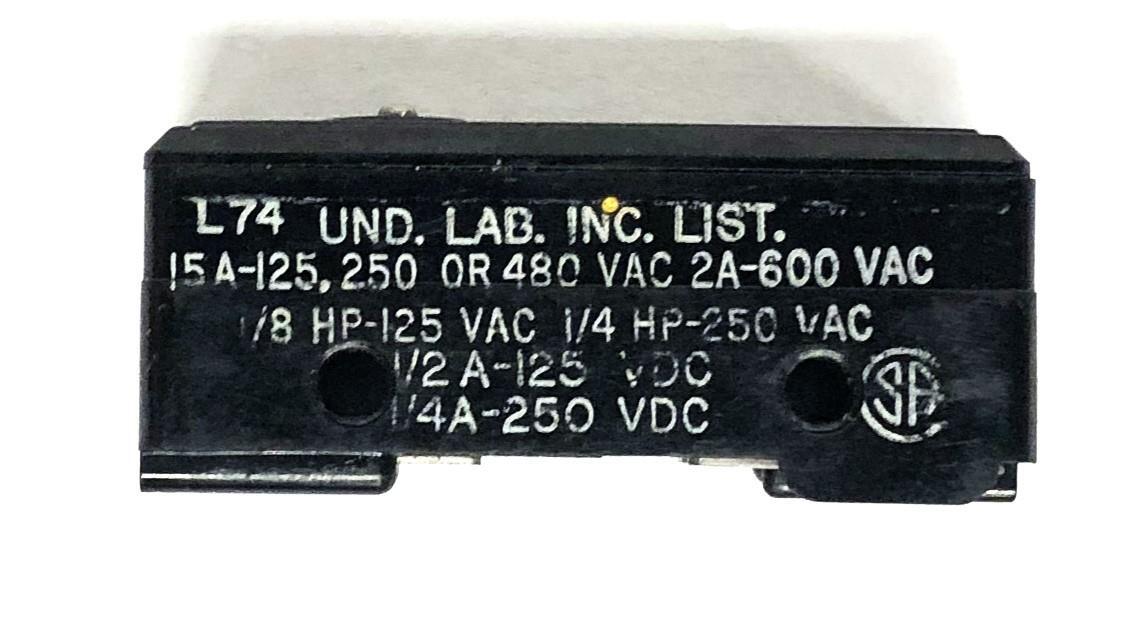 L74 UND. LAB. INC. LIST.
15A-125, 250 OR 480 VAC 2A-600 VAC
1/8 HP-125 VAC 1/4 HP-250 VAC
1/2 A-125 VDC
1/4A-250 VDC
SA